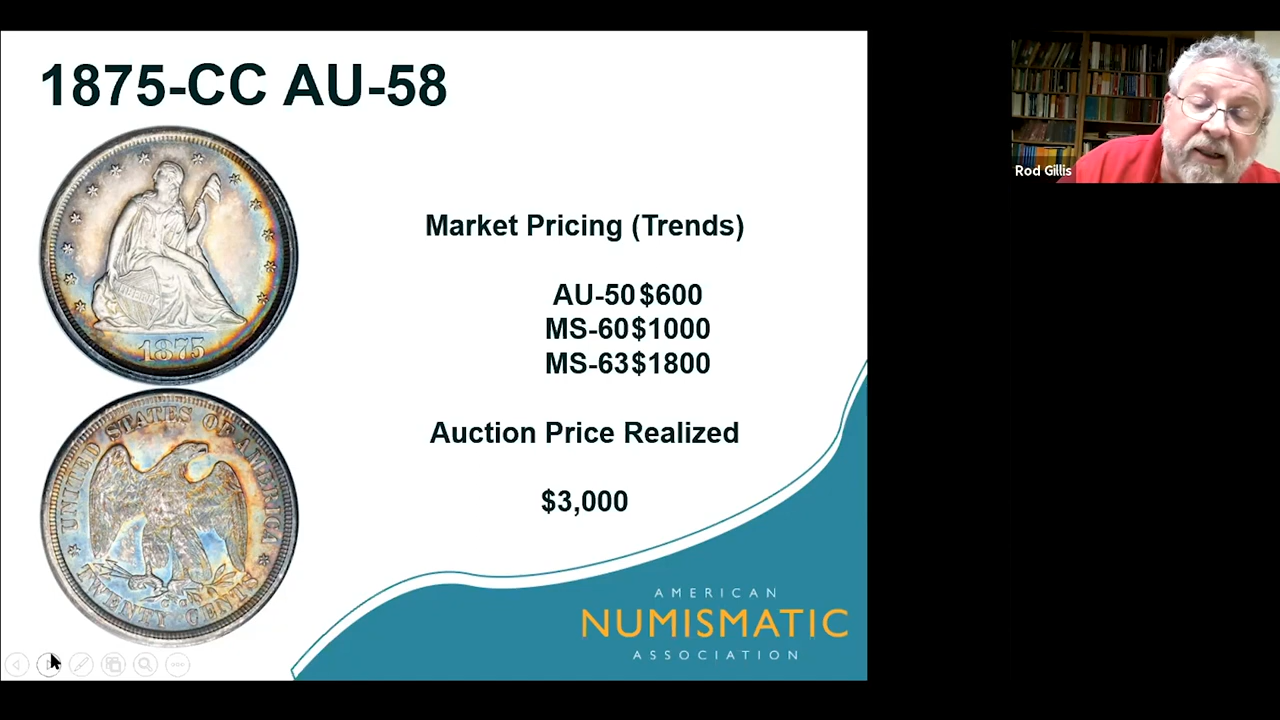 1875-CC AU-58
Rod Gillis
Market Pricing (Trends)
AU-50 $600
MS-60 $1000
MS-63 $1800
Auction Price Realized
$3,000
1875
UNITED STATES OF AMERICA
CC
TWENTY CENTS
AMERICAN
NUMISMATIC
ASSOCIATION